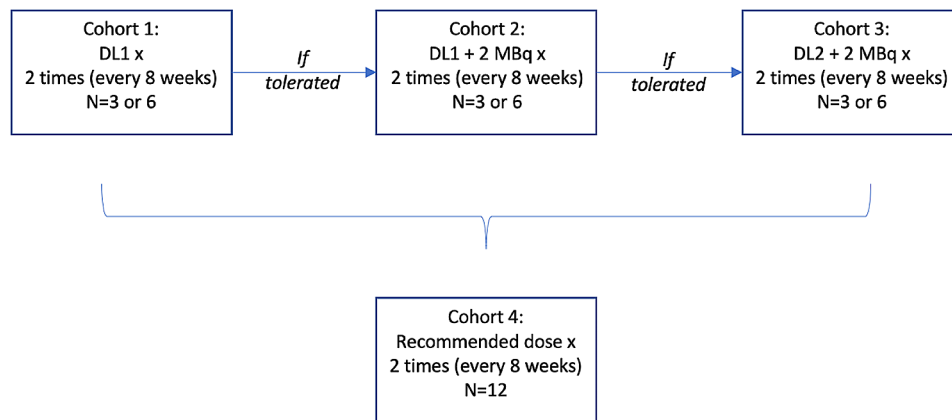 Cohort 1:
DL1 x
2 times (every 8 weeks)
N=3 or 6
If
tolerated
Cohort 2:
DL1 + 2 MBq x
2 times (every 8 weeks)
N=3 or 6
If
tolerated
Cohort 3:
DL2 + 2 MBq x
2 times (every 8 weeks)
N=3 or 6
Cohort 4:
Recommended dose x
2 times (every 8 weeks)
N=12